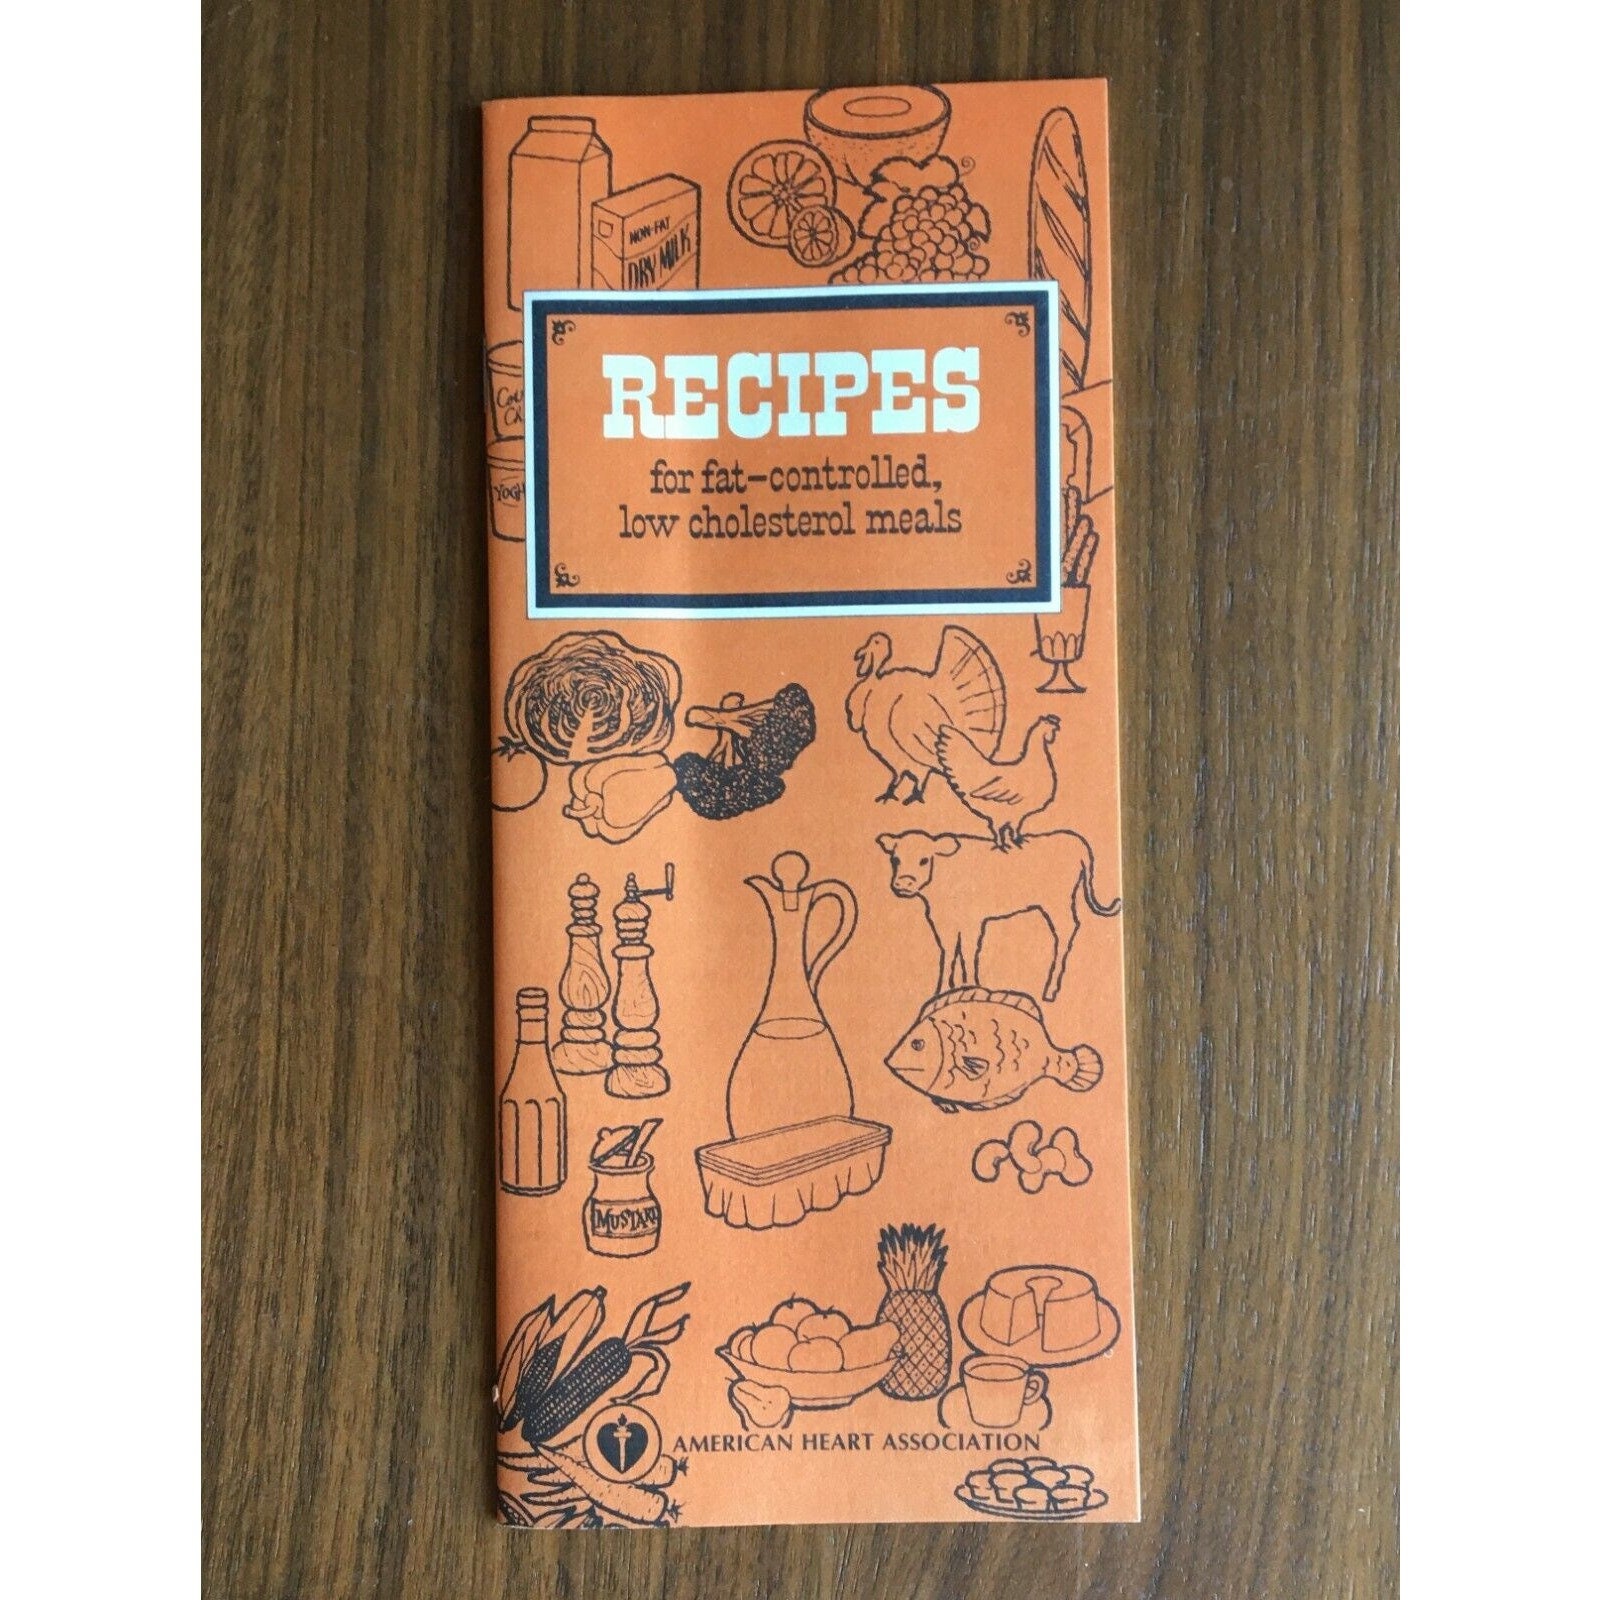 NON-FAT
DRY MILK
RECIPES
for fat-controlled,
low cholesterol meals
MUSTARD
AMERICAN HEART ASSOCIATION